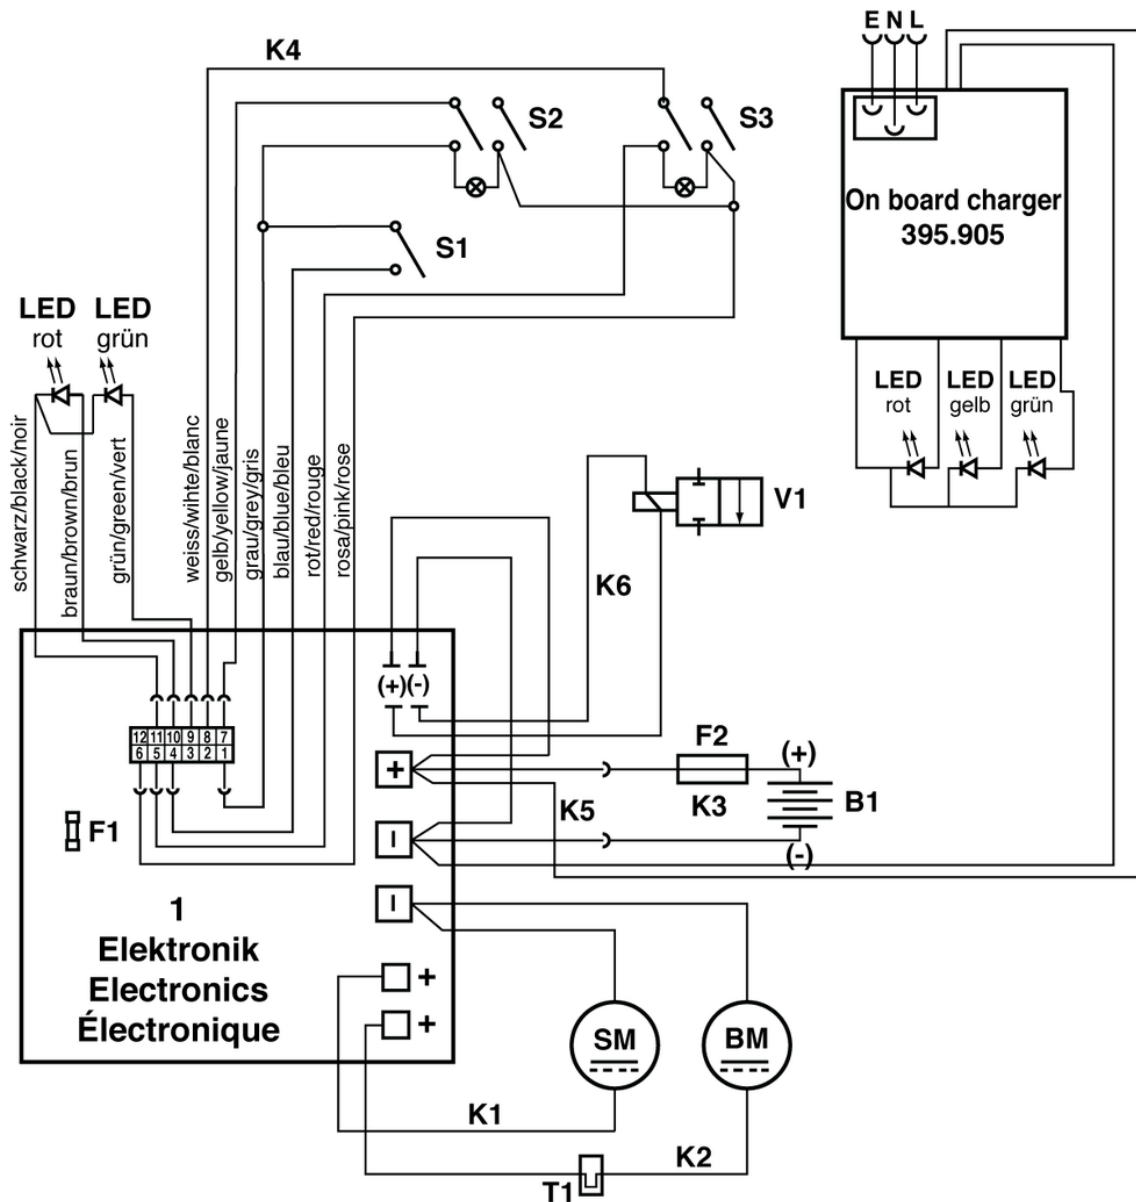 E N L
K4
S2
S3
On board charger
395.905
S1
LED LED
rot grün
LED LED LED
rot gelb grün
schwarz/black/noir
braun/brown/brun
grün/green/vert
weiss/wihte/blanc
gelb/yellow/jaune
grau/grey/gris
blau/blue/bleu
rot/red/rouge
rosa/pink/rose
V1
K6
(+) (-)
12 11 10 9 8 7
6 5 4 3 2 1
F2
(+)
+
K5
K3
B1
F1
I
(-)
I
1
Elektronik
Electronics
Électronique
+
+
SM
BM
K1
K2
T1